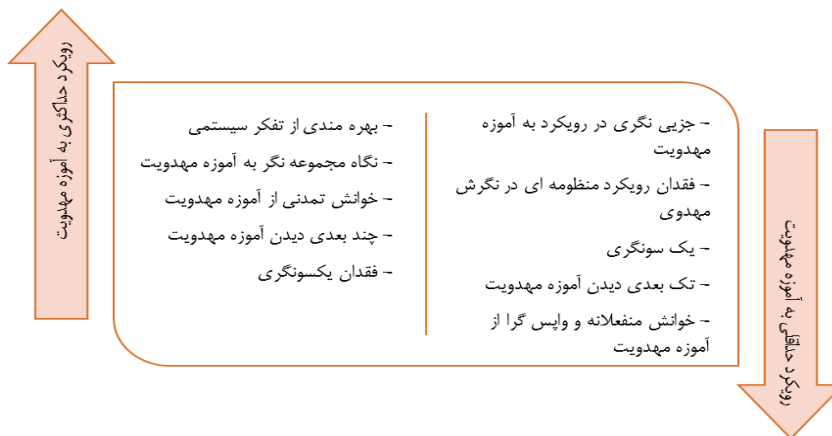 رویکرد حداقلی به آموزه مهدویت
– جزیی نگری در رویکرد به آموزه
مهدویت
– فقدان رویکرد منظومه ای در نگرش
مهدوی
– یک سونگری
– تک بعدی دیدن آموزه مهدویت
– خوانش منفعلانه و واپس گرا از
آموزه مهدویت
– بهره مندی از تفکر سیستمی
– نگاه مجموعه نگر به آموزه مهدویت
– خوانش تمدنی از آموزه مهدویت
– چند بعدی دیدن آموزه مهدویت
– فقدان یکسونگری
رویکرد حداکثری به آموزه مهدویت